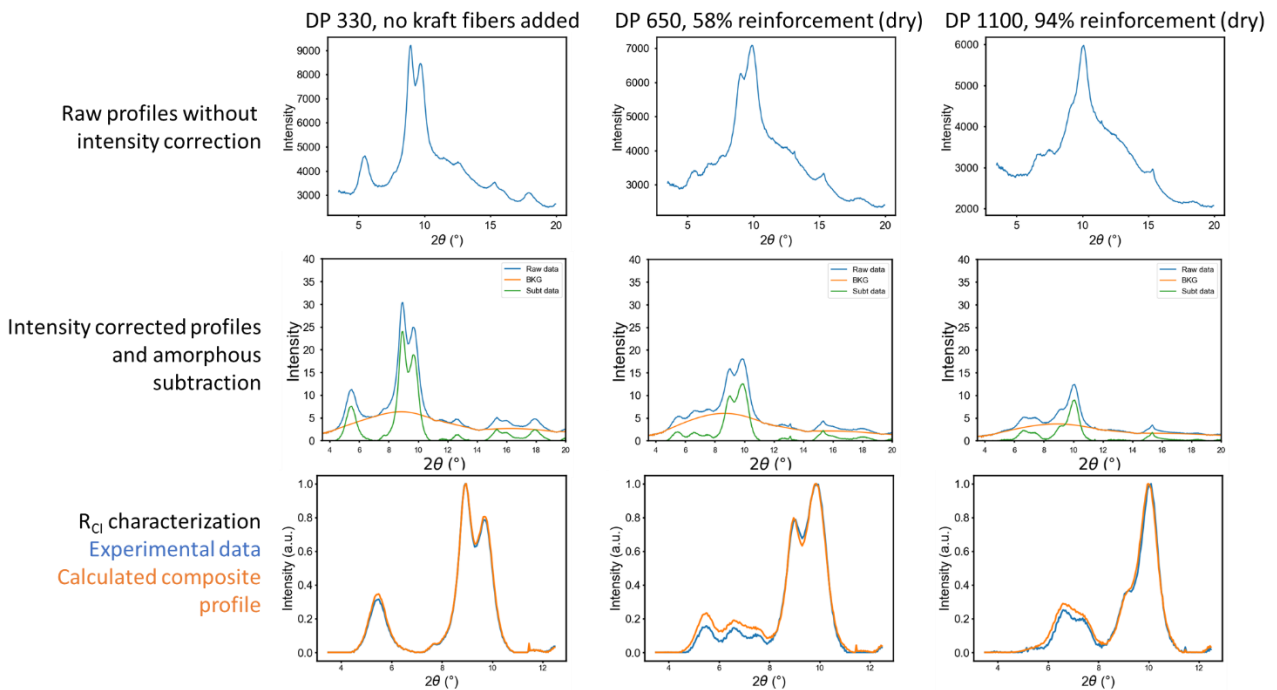 DP 330, no kraft fibers added
DP 650, 58% reinforcement (dry)
DP 1100, 94% reinforcement (dry)
Raw profiles without
intensity correction
Intensity
9000
8000
7000
6000
5000
4000
3000
5
10
15
20
2θ (°)
Intensity
7000
6000
5000
4000
3000
5
10
15
20
2θ (°)
Intensity
6000
5000
4000
3000
2000
5
10
15
20
2θ (°)
Intensity corrected profiles
and amorphous
subtraction
Intensity
40
35
30
25
20
15
10
5
0
Raw data
BKG
Subt data
4
6
8
10
12
14
16
18
20
2θ (°)
Intensity
40
35
30
25
20
15
10
5
0
Raw data
BKG
Subt data
4
6
8
10
12
14
16
18
20
2θ (°)
Intensity
40
35
30
25
20
15
10
5
0
Raw data
BKG
Subt data
4
6
8
10
12
14
16
18
20
2θ (°)
R_CI characterization
Experimental data
Calculated composite
profile
Intensity (a.u.)
1.0
0.8
0.6
0.4
0.2
0.0
4
6
8
10
12
2θ (°)
Intensity (a.u.)
1.0
0.8
0.6
0.4
0.2
0.0
4
6
8
10
12
2θ (°)
Intensity (a.u.)
1.0
0.8
0.6
0.4
0.2
0.0
4
6
8
10
12
2θ (°)